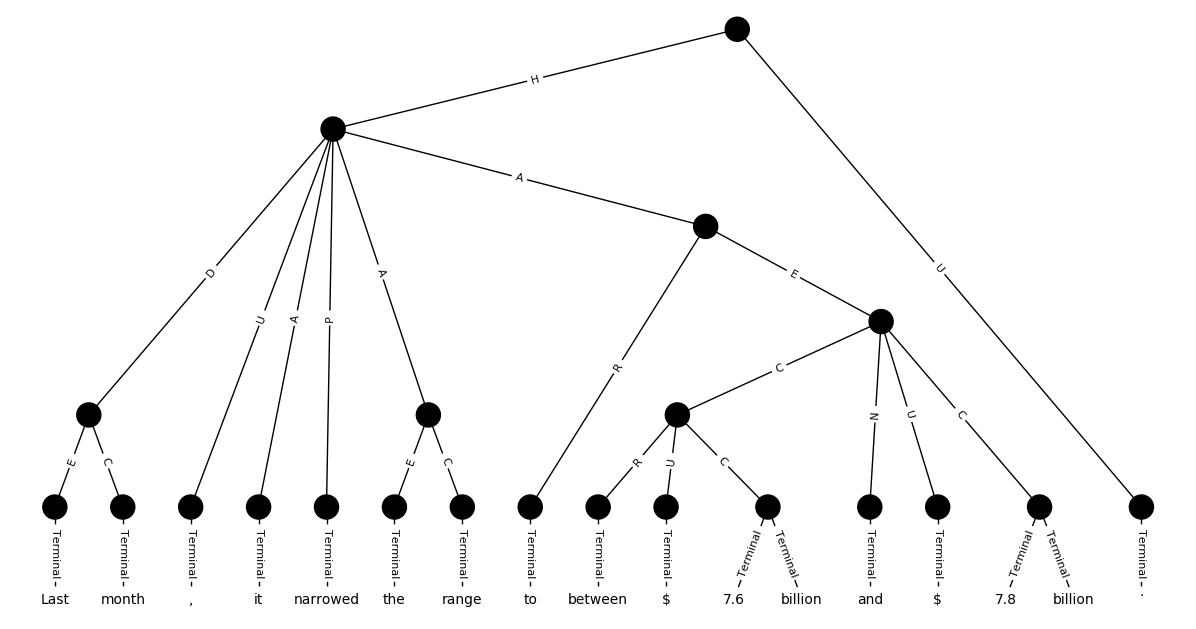 H
A
D
A
E
U
U
A
P
R
C
N
U
C
E
C
E
C
R
U
C
Terminal Terminal Terminal Terminal Terminal Terminal Terminal Terminal Terminal Terminal Terminal Terminal Terminal Terminal Terminal Terminal Terminal
Last month , it narrowed the range to between $ 7.6 billion and $ 7.8 billion .